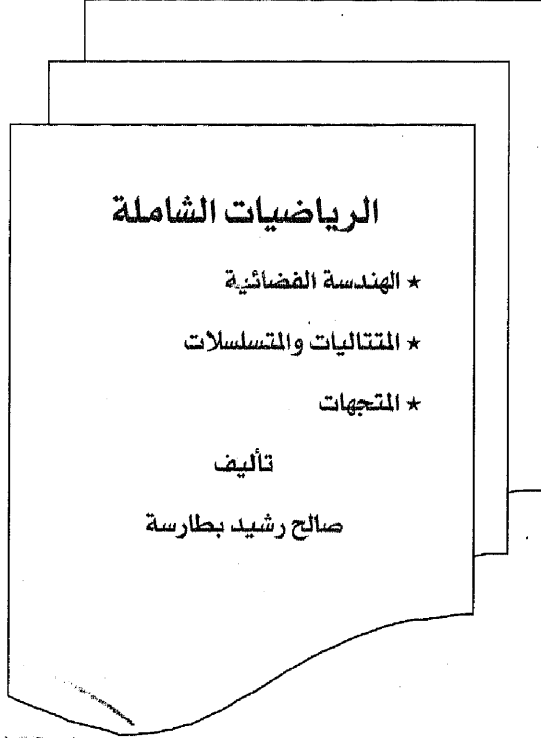 الرياضيات الشاملة
★ الهندسة الفضائية
★ المتتاليات والمتسلسلات
★ المتجهات
تأليف
صالح رشيد بطارسة